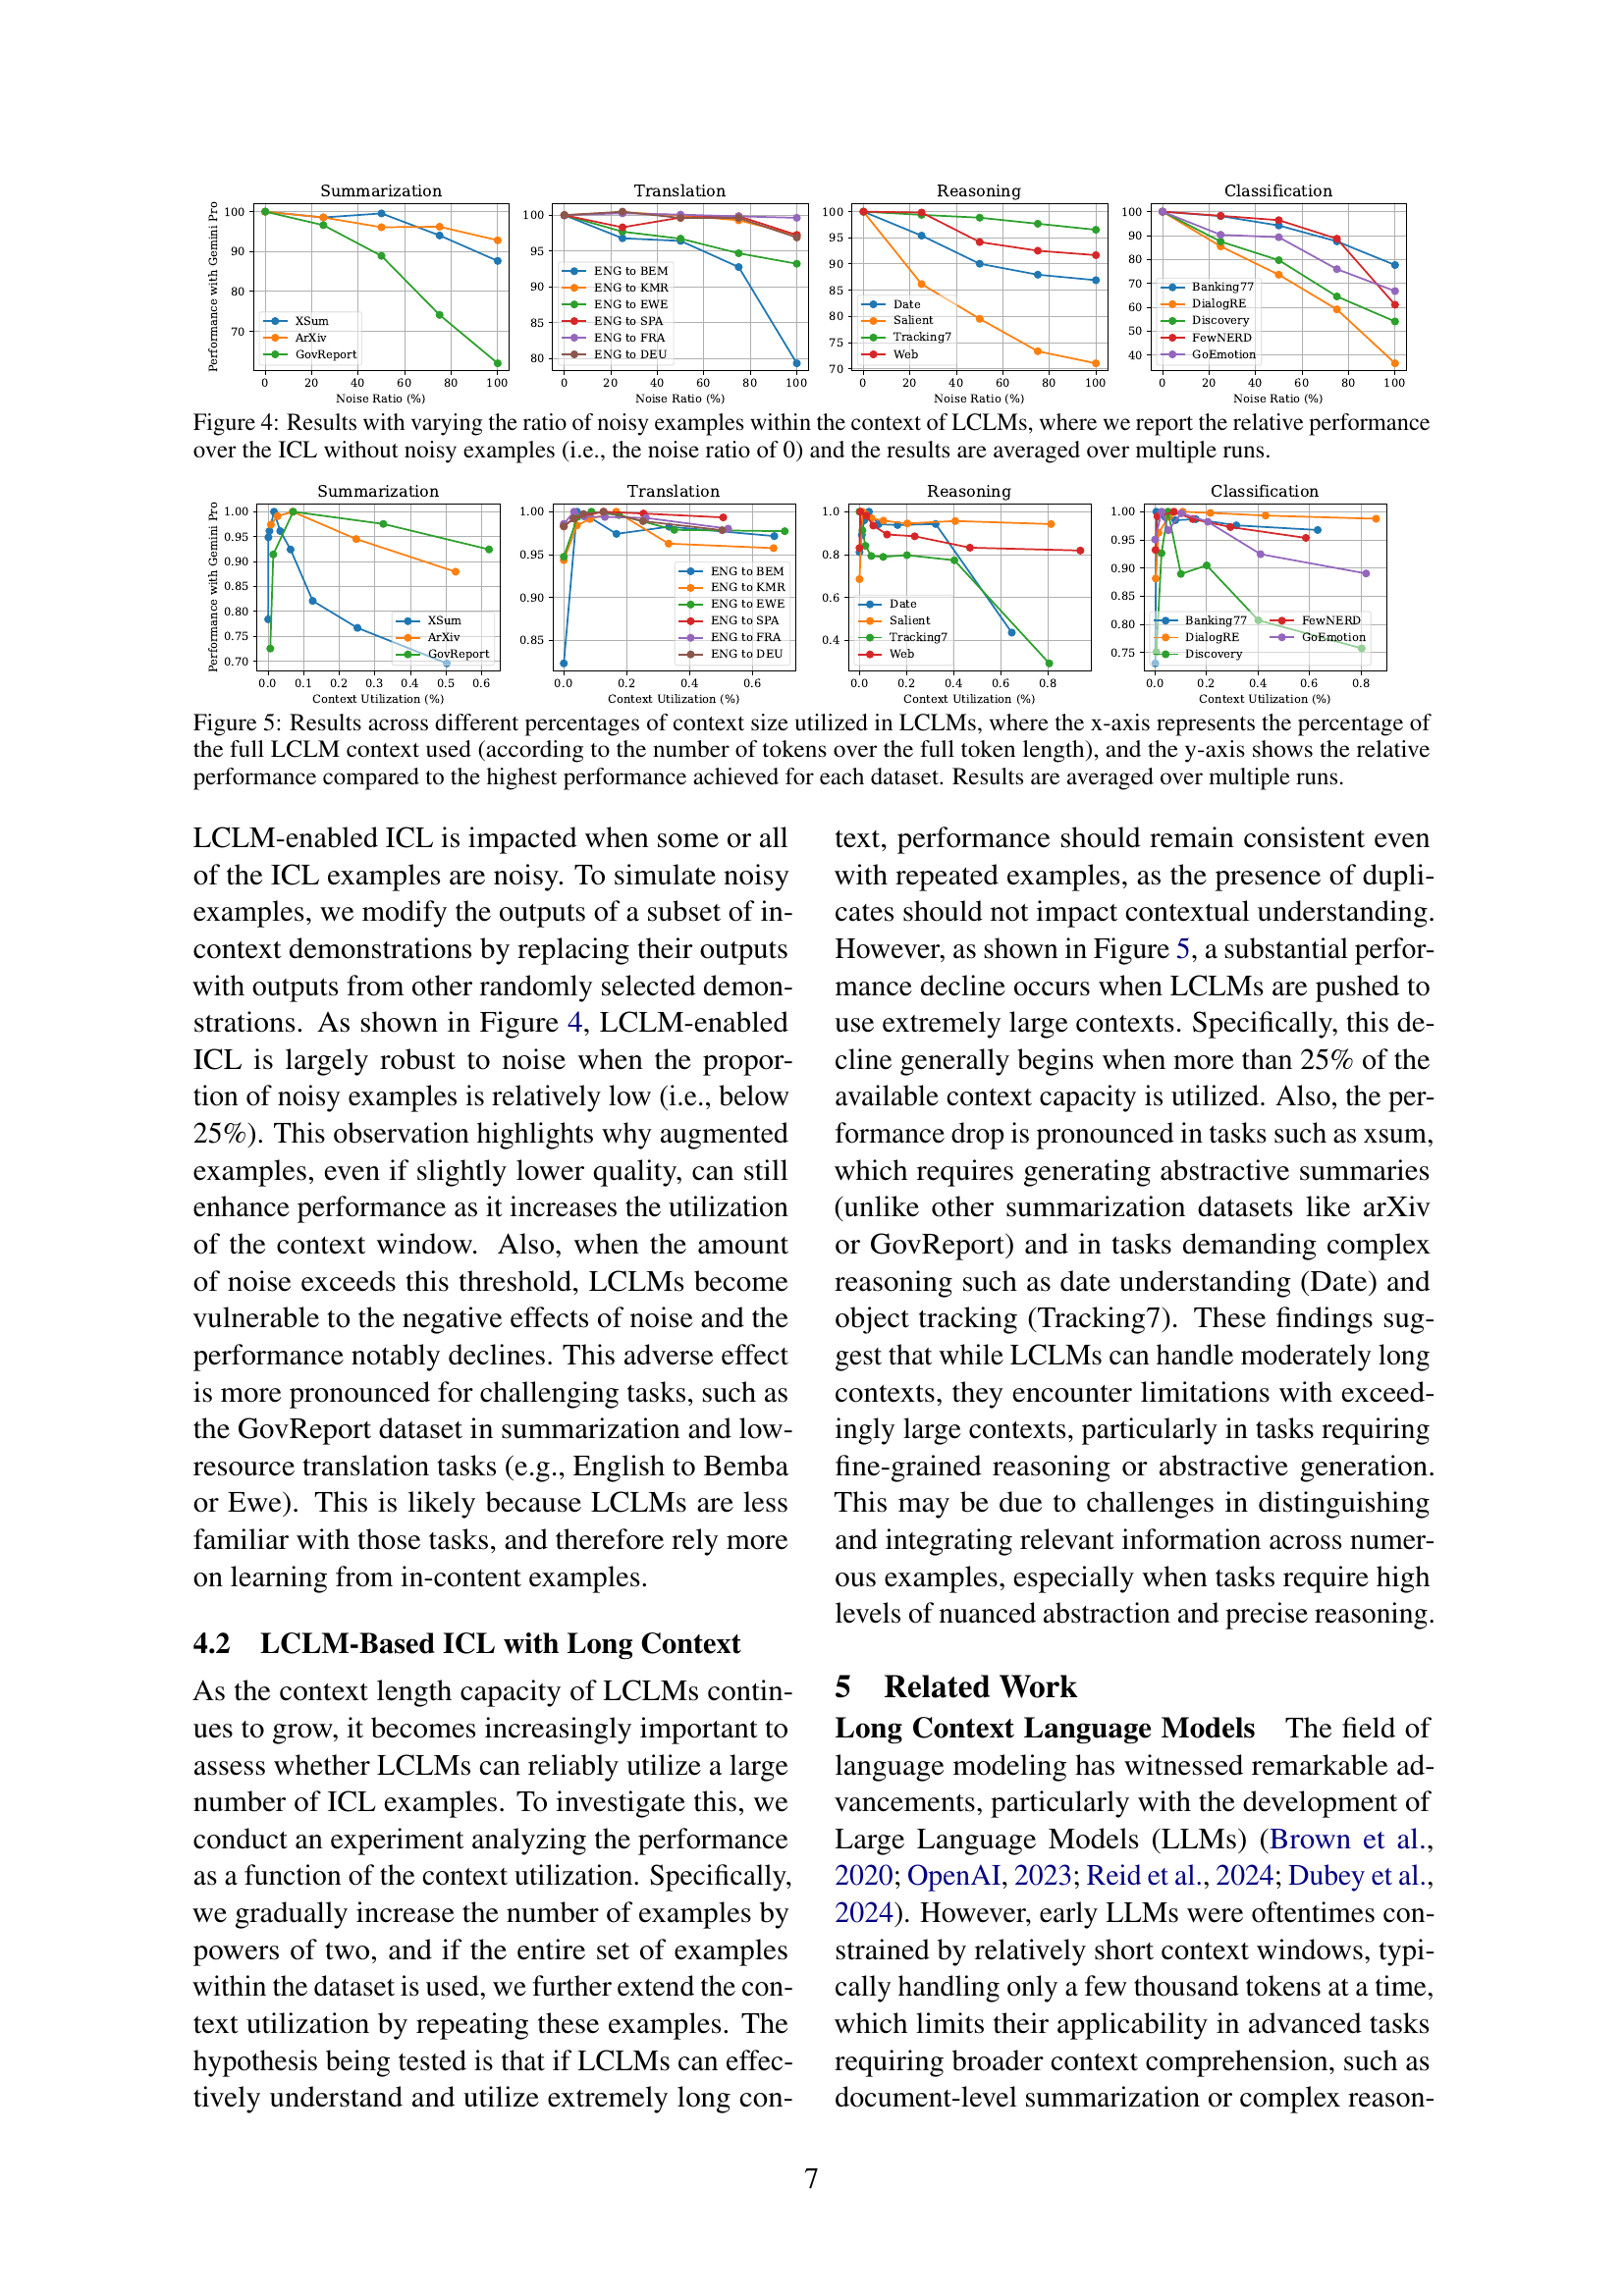 Summarization
Performance with Gemini Pro
100
90
80
70
XSum
ArXiv
GovReport
0 20 40 60 80 100
Noise Ratio (%)
Translation
100
95
90
85
80
ENG to BEM
ENG to KMR
ENG to EWE
ENG to SPA
ENG to FRA
ENG to DEU
0 20 40 60 80 100
Noise Ratio (%)
Reasoning
100
95
90
85
80
75
70
Date
Salient
Tracking7
Web
0 20 40 60 80 100
Noise Ratio (%)
Classification
100
90
80
70
60
50
40
Banking77
DialogRE
Discovery
FewNERD
GoEmotion
0 20 40 60 80 100
Noise Ratio (%)
Figure 4: Results with varying the ratio of noisy examples within the context of LCLMs, where we report the relative performance
over the ICL without noisy examples (i.e., the noise ratio of 0) and the results are averaged over multiple runs.
Summarization
Performance with Gemini Pro
1.00
0.95
0.90
0.85
0.80
0.75
0.70
XSum
ArXiv
GovReport
0.0 0.1 0.2 0.3 0.4 0.5 0.6
Context Utilization (%)
Translation
1.00
0.95
0.90
0.85
ENG to BEM
ENG to KMR
ENG to EWE
ENG to SPA
ENG to FRA
ENG to DEU
0.0 0.2 0.4 0.6
Context Utilization (%)
Reasoning
1.0
0.8
0.6
0.4
Date
Salient
Tracking7
Web
0.0 0.2 0.4 0.6 0.8
Context Utilization (%)
Classification
1.00
0.95
0.90
0.85
0.80
0.75
Banking77 FewNERD
DialogRE GoEmotion
Discovery
0.0 0.2 0.4 0.6 0.8
Context Utilization (%)
Figure 5: Results across different percentages of context size utilized in LCLMs, where the x-axis represents the percentage of
the full LCLM context used (according to the number of tokens over the full token length), and the y-axis shows the relative
performance compared to the highest performance achieved for each dataset. Results are averaged over multiple runs.
LCLM-enabled ICL is impacted when some or all
of the ICL examples are noisy. To simulate noisy
examples, we modify the outputs of a subset of in-
context demonstrations by replacing their outputs
with outputs from other randomly selected demon-
strations. As shown in Figure 4, LCLM-enabled
ICL is largely robust to noise when the propor-
tion of noisy examples is relatively low (i.e., below
25%). This observation highlights why augmented
examples, even if slightly lower quality, can still
enhance performance as it increases the utilization
of the context window. Also, when the amount
of noise exceeds this threshold, LCLMs become
vulnerable to the negative effects of noise and the
performance notably declines. This adverse effect
is more pronounced for challenging tasks, such as
the GovReport dataset in summarization and low-
resource translation tasks (e.g., English to Bemba
or Ewe). This is likely because LCLMs are less
familiar with those tasks, and therefore rely more
on learning from in-content examples.
4.2 LCLM-Based ICL with Long Context
As the context length capacity of LCLMs contin-
ues to grow, it becomes increasingly important to
assess whether LCLMs can reliably utilize a large
number of ICL examples. To investigate this, we
conduct an experiment analyzing the performance
as a function of the context utilization. Specifically,
we gradually increase the number of examples by
powers of two, and if the entire set of examples
within the dataset is used, we further extend the con-
text utilization by repeating these examples. The
hypothesis being tested is that if LCLMs can effec-
tively understand and utilize extremely long con-
text, performance should remain consistent even
with repeated examples, as the presence of dupli-
cates should not impact contextual understanding.
However, as shown in Figure 5, a substantial perfor-
mance decline occurs when LCLMs are pushed to
use extremely large contexts. Specifically, this de-
cline generally begins when more than 25% of the
available context capacity is utilized. Also, the per-
formance drop is pronounced in tasks such as xsum,
which requires generating abstractive summaries
(unlike other summarization datasets like arXiv
or GovReport) and in tasks demanding complex
reasoning such as date understanding (Date) and
object tracking (Tracking7). These findings sug-
gest that while LCLMs can handle moderately long
contexts, they encounter limitations with exceed-
ingly large contexts, particularly in tasks requiring
fine-grained reasoning or abstractive generation.
This may be due to challenges in distinguishing
and integrating relevant information across numer-
ous examples, especially when tasks require high
levels of nuanced abstraction and precise reasoning.
5 Related Work
Long Context Language Models The field of
language modeling has witnessed remarkable ad-
vancements, particularly with the development of
Large Language Models (LLMs) (Brown et al.,
2020; OpenAI, 2023; Reid et al., 2024; Dubey et al.,
2024). However, early LLMs were oftentimes con-
strained by relatively short context windows, typi-
cally handling only a few thousand tokens at a time,
which limits their applicability in advanced tasks
requiring broader context comprehension, such as
document-level summarization or complex reason-
7